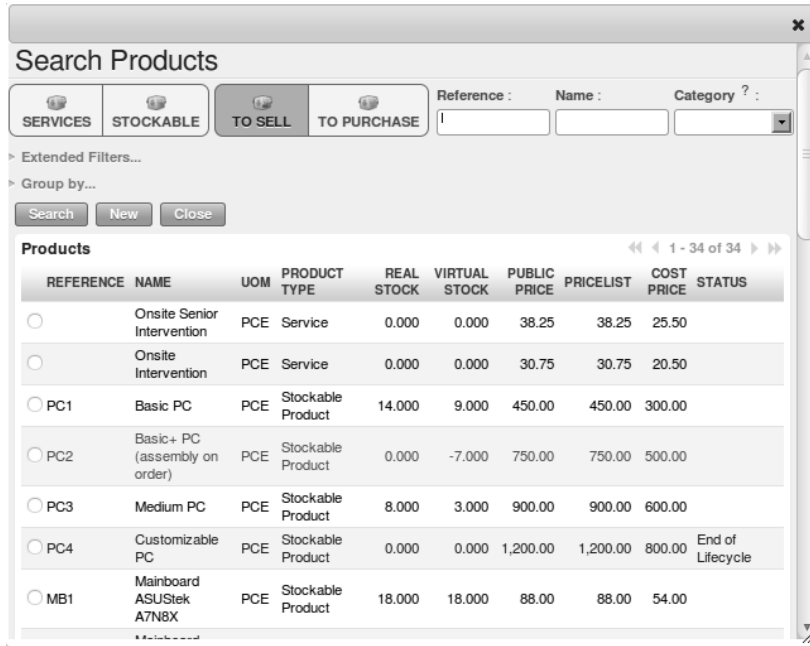 Search Products
SERVICES STOCKABLE TO SELL TO PURCHASE
Reference : Name : Category ? :
Extended Filters...
Group by...
Search New Close
Products 1 - 34 of 34
REFERENCE NAME UOM PRODUCT TYPE REAL STOCK VIRTUAL STOCK PUBLIC PRICE PRICELIST COST PRICE STATUS
Onsite Senior Intervention PCE Service 0.000 0.000 38.25 38.25 25.50
Onsite Intervention PCE Service 0.000 0.000 30.75 30.75 20.50
PC1 Basic PC PCE Stockable Product 14.000 9.000 450.00 450.00 300.00
PC2 Basic+ PC (assembly on order) PCE Stockable Product 0.000 -7.000 750.00 750.00 500.00
PC3 Medium PC PCE Stockable Product 8.000 3.000 900.00 900.00 600.00
PC4 Customizable PC PCE Stockable Product 0.000 0.000 1,200.00 1,200.00 800.00 End of Lifecycle
MB1 Mainboard ASUStek A7N8X PCE Stockable Product 18.000 18.000 88.00 88.00 54.00